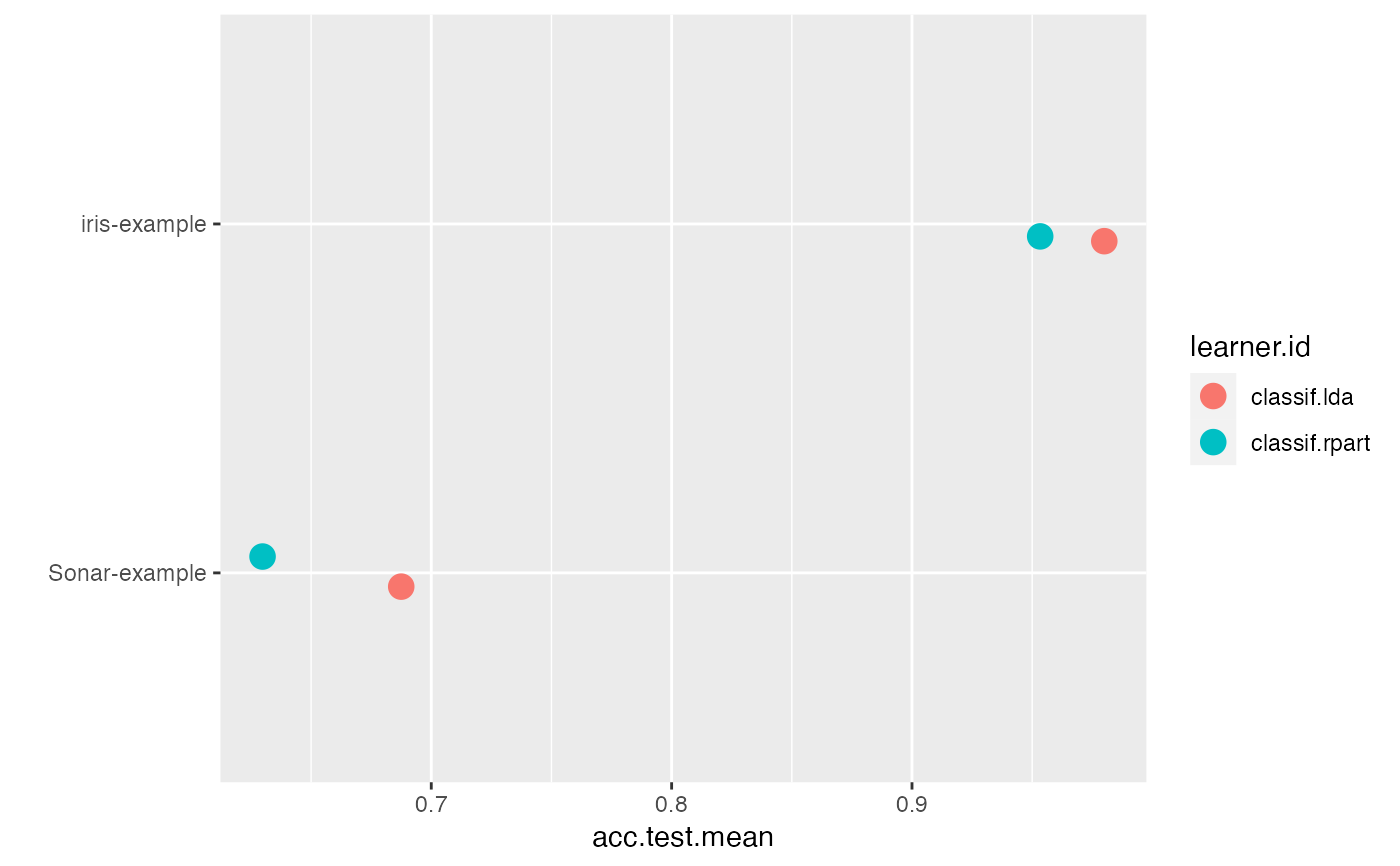 iris-example
Sonar-example
0.7
0.8
0.9
acc.test.mean
learner.id
classif.lda
classif.rpart